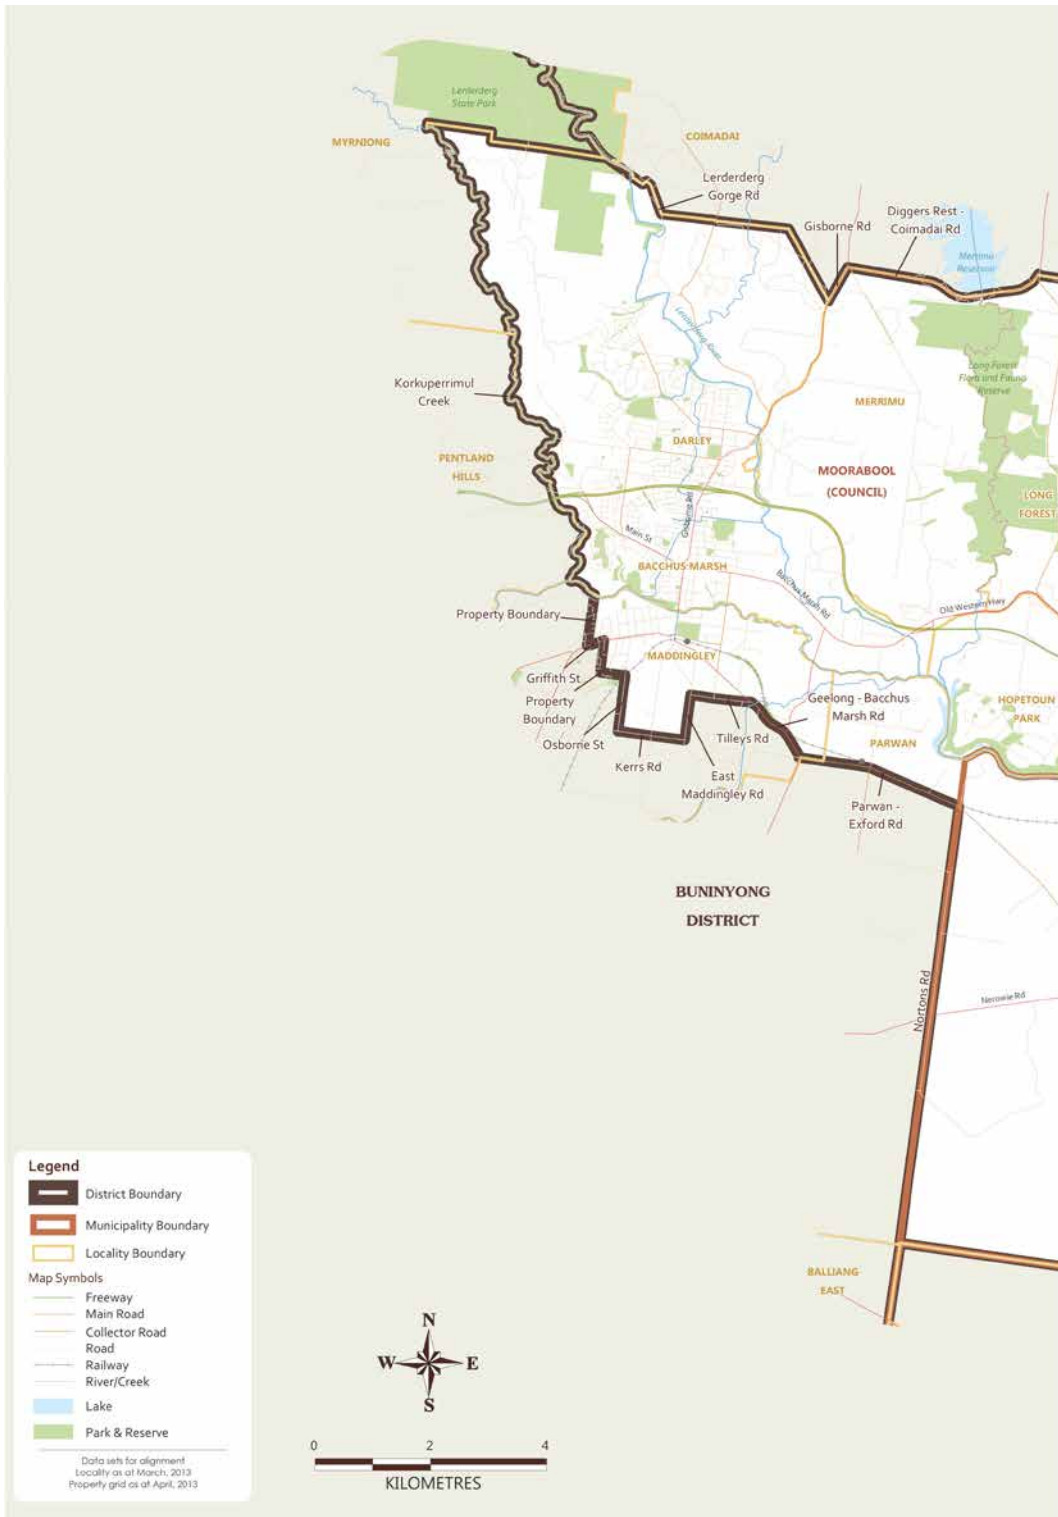 Lerderderg
State Park
MYRNIONG
COIMADAI
Lerderderg
Gorge Rd
Gisborne Rd
Diggers Rest -
Coimadai Rd
Merrimu
Reservoir
Lerderderg River
Long Forest
Flora and Fauna
Reserve
Korkuperrimul
Creek
MERRIMU
DARLEY
PENTLAND
HILLS
MOORABOOL
(COUNCIL)
LONG
FOREST
Gisborne Rd
Main St
BACCHUS MARSH
Bacchus Marsh Rd
Old Western Hwy
Property Boundary
MADDINGLEY
Griffith St
Property
Boundary
Osborne St
Kerrs Rd
Tilleys Rd
East
Maddingley Rd
Geelong - Bacchus
Marsh Rd
HOPETOUN
PARK
PARWAN
Parwan -
Exford Rd
BUNINYONG
DISTRICT
Nortons Rd
Nerowie Rd
BALLIANG
EAST
Legend
District Boundary
Municipality Boundary
Locality Boundary
Map Symbols
Freeway
Main Road
Collector Road
Road
Railway
River/Creek
Lake
Park & Reserve
Data sets for alignment
Locality as at March, 2013
Property grid as at April, 2013
N
W E
S
0 2 4
KILOMETRES